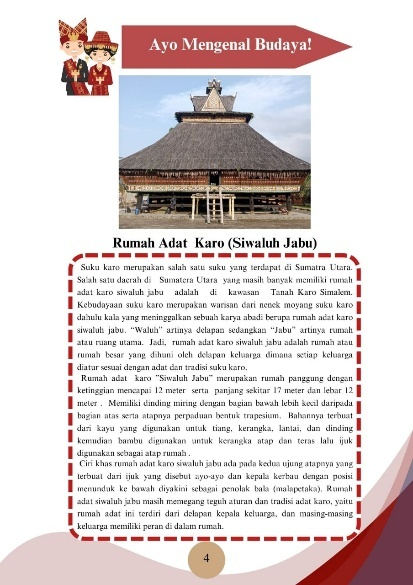 Ayo Mengenal Budaya!
Rumah Adat Karo (Siwaluh Jabu)
Suku karo merupakan salah satu suku yang terdapat di Sumatra Utara.
Salah satu daerah di Sumatera Utara yang masih banyak memiliki rumah
adat karo siwaluh jabu adalah di kawasan Tanah Karo Simalem.
Kebudayaan suku karo merupakan warisan dari nenek moyang suku karo
dahulu kala yang meninggalkan sebuah karya abadi berupa rumah adat karo
siwaluh jabu. “Waluh” artinya delapan sedangkan “Jabu” artinya rumah
atau ruang utama. Jadi, rumah adat karo siwaluh jabu adalah rumah atau
rumah besar yang dihuni oleh delapan keluarga dimana setiap keluarga
diatur sesuai dengan adat dan tradisi suku karo.
Rumah adat karo ”Siwaluh Jabu” merupakan rumah panggung dengan
ketinggian mencapai 12 meter serta panjang sekitar 17 meter dan lebar 12
meter . Memiliki dinding miring dengan bagian bawah lebih kecil daripada
bagian atas serta atapnya perpaduan bentuk trapesium. Bahannya terbuat
dari kayu yang digunakan untuk tiang, kerangka, lantai, dan dinding
kemudian bambu digunakan untuk kerangka atap dan teras lalu ijuk
digunakan sebagai atap rumah .
Ciri khas rumah adat karo siwaluh jabu ada pada kedua ujung atapnya yang
terbuat dari ijuk yang disebut ayo-ayo dan kepala kerbau dengan posisi
menunduk ke bawah diyakini sebagai penolak bala (malapetaka). Rumah
adat siwaluh jabu masih memegang teguh aturan dan tradisi adat karo, yaitu
rumah adat ini terdiri dari delapan kepala keluarga, dan masing-masing
keluarga memiliki peran di dalam rumah.
4